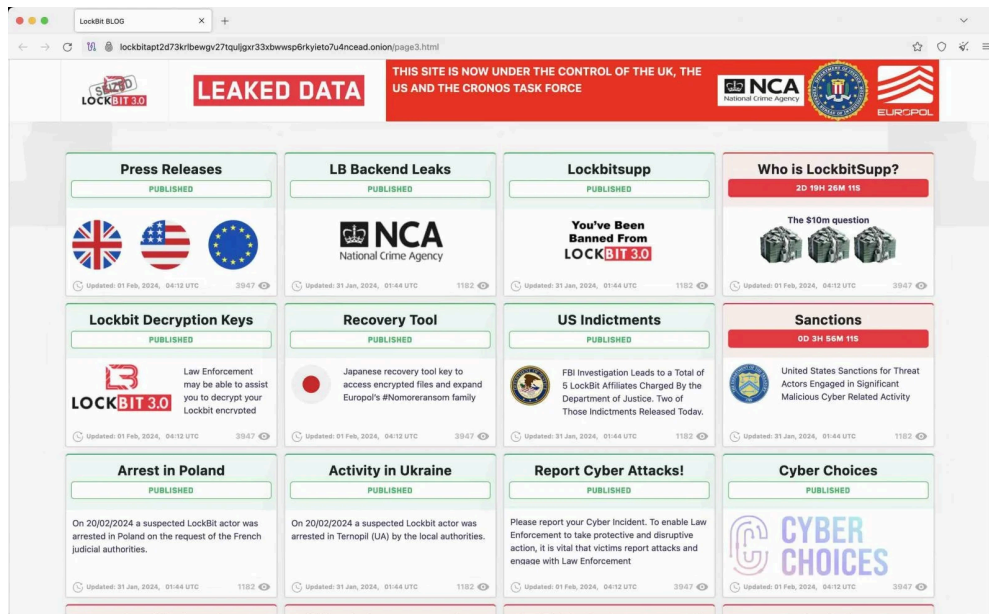 LockBit BLOG
lockbitapt2d73krlbewgv27tquljgxr33xbwwsp6rkyieto7u4ncead.onion/page3.html
SEIZED
LOCKBIT 3.0
LEAKED DATA
THIS SITE IS NOW UNDER THE CONTROL OF THE UK, THE
US AND THE CRONOS TASK FORCE
NCA
National Crime Agency
EUROPOL
Press Releases
PUBLISHED
Updated: 01 Feb, 2024, 04:12 UTC
3947
LB Backend Leaks
PUBLISHED
NCA
National Crime Agency
Updated: 31 Jan, 2024, 01:44 UTC
1182
Lockbitsupp
PUBLISHED
You've Been
Banned From
LOCKBIT 3.0
Updated: 31 Jan, 2024, 01:44 UTC
1182
Who is LockbitSupp?
2D 19H 26M 11S
The $10m question
Updated: 01 Feb, 2024, 04:12 UTC
3947
Lockbit Decryption Keys
PUBLISHED
LOCKBIT 3.0
Law Enforcement
may be able to assist
you to decrypt your
Lockbit encrypted
Updated: 01 Feb, 2024, 04:12 UTC
3947
Recovery Tool
PUBLISHED
Japanese recovery tool key to
access encrypted files and expand
Europol's #Nomoreransom family
Updated: 01 Feb, 2024, 04:12 UTC
3947
US Indictments
PUBLISHED
FBI Investigation Leads to a Total of
5 LockBit Affiliates Charged By the
Department of Justice. Two of
Those Indictments Released Today.
Updated: 31 Jan, 2024, 01:44 UTC
1182
Sanctions
0D 3H 56M 11S
United States Sanctions for Threat
Actors Engaged in Significant
Malicious Cyber Related Activity
Updated: 31 Jan, 2024, 01:44 UTC
1182
Arrest in Poland
PUBLISHED
On 20/02/2024 a suspected LockBit actor was
arrested in Poland on the request of the French
judicial authorities.
Updated: 31 Jan, 2024, 01:44 UTC
1182
Activity in Ukraine
PUBLISHED
On 20/02/2024 a suspected Lockbit actor was
arrested in Ternopil (UA) by the local authorities.
Updated: 31 Jan, 2024, 01:44 UTC
1182
Report Cyber Attacks!
PUBLISHED
Please report your Cyber Incident. To enable Law
Enforcement to take protective and disruptive
action, it is vital that victims report attacks and
engage with Law Enforcement
Updated: 01 Feb, 2024, 04:12 UTC
3947
Cyber Choices
PUBLISHED
CYBER
CHOICES
Updated: 01 Feb, 2024, 04:12 UTC
3947